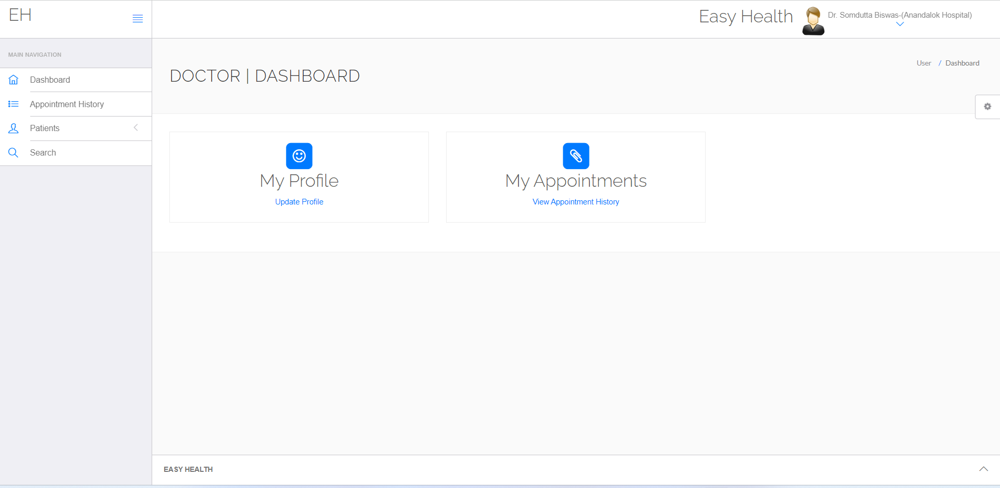 EH
Easy Health
Dr. Somdutta Biswas-(Anandalok Hospital)
MAIN NAVIGATION
Dashboard
Appointment History
Patients
Search
DOCTOR | DASHBOARD
User / Dashboard
My Profile
Update Profile
My Appointments
View Appointment History
EASY HEALTH